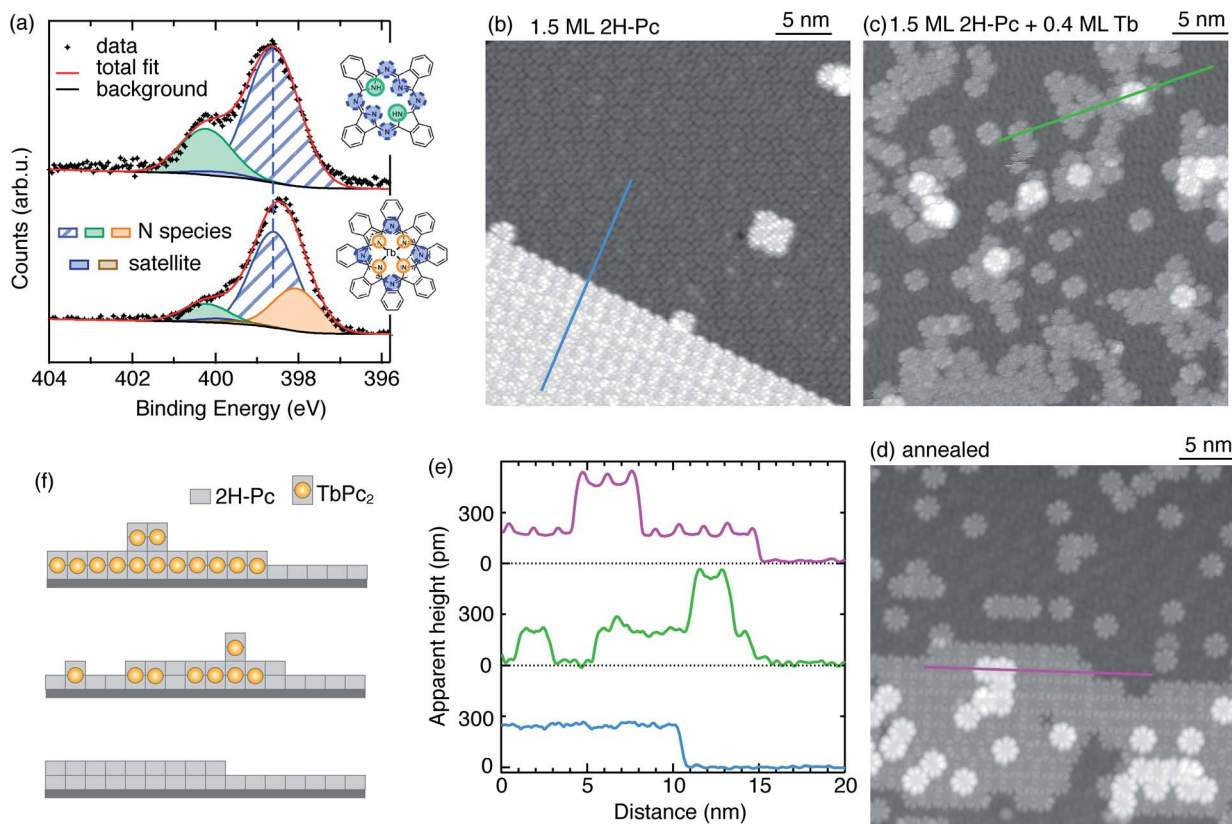 (a)
data
total fit
background
N
NH
N
N
N
N
HN
N
Counts (arb.u.)
N species
satellite
N
N
N
N
Tb
N
N
N
N
404
402
400
398
396
Binding Energy (eV)
(b)
1.5 ML 2H-Pc
5 nm
(c) 1.5 ML 2H-Pc + 0.4 ML Tb
5 nm
(f)
2H-Pc
TbPc₂
(e)
Apparent height (pm)
300
0
300
0
300
0
0
5
10
15
20
Distance (nm)
(d) annealed
5 nm